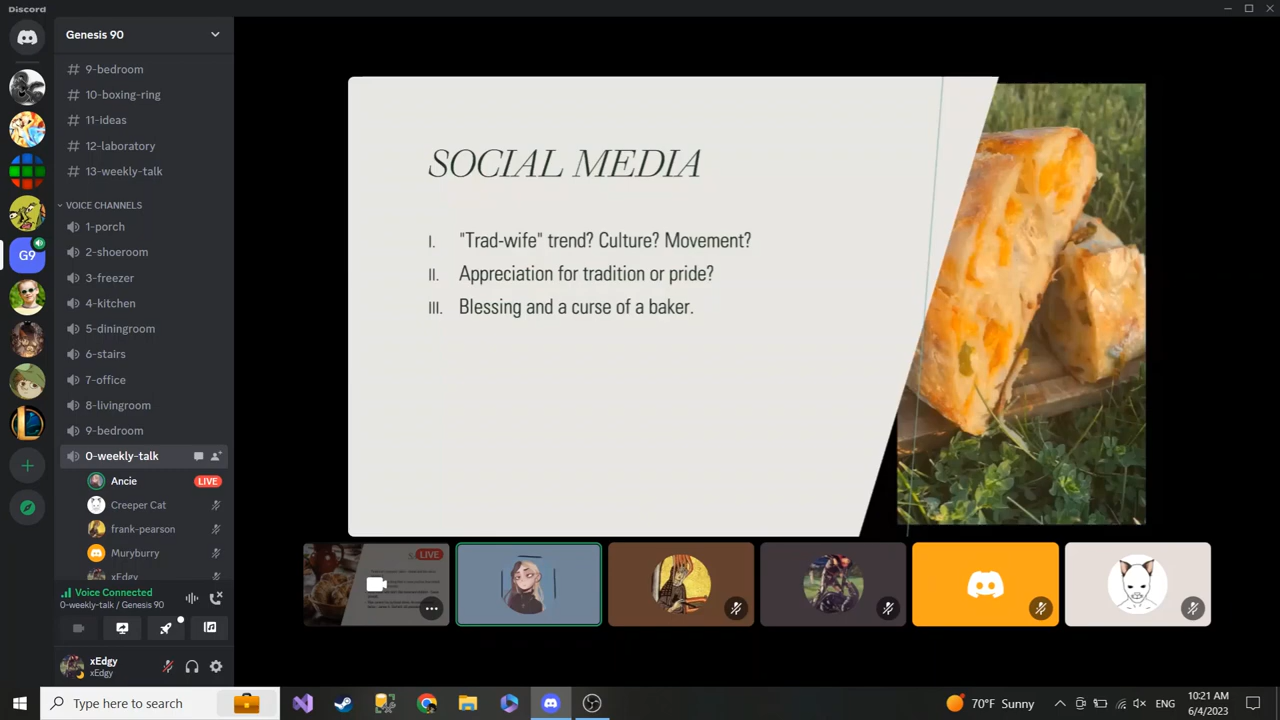 Discord
Genesis 90
# 9-bedroom
# 10-boxing-ring
# 11-ideas
# 12-laboratory
# 13-weekly-talk
VOICE CHANNELS
1-porch
2-shoeroom
3-freezer
4-kitchen
5-diningroom
6-stairs
7-office
8-livingroom
9-bedroom
0-weekly-talk
Ancie LIVE
Creeper Cat
frank-pearson
Muryburry
xEdgy
Voice Connected
0-weekly-talk / Genesis 90
xEdgy
xEdgy
G9
SOCIAL MEDIA
I. "Trad-wife" trend? Culture? Movement?
II. Appreciation for tradition or pride?
III. Blessing and a curse of a baker.
LIVE
Type here to search
70°F Sunny
ENG
10:21 AM
6/4/2023